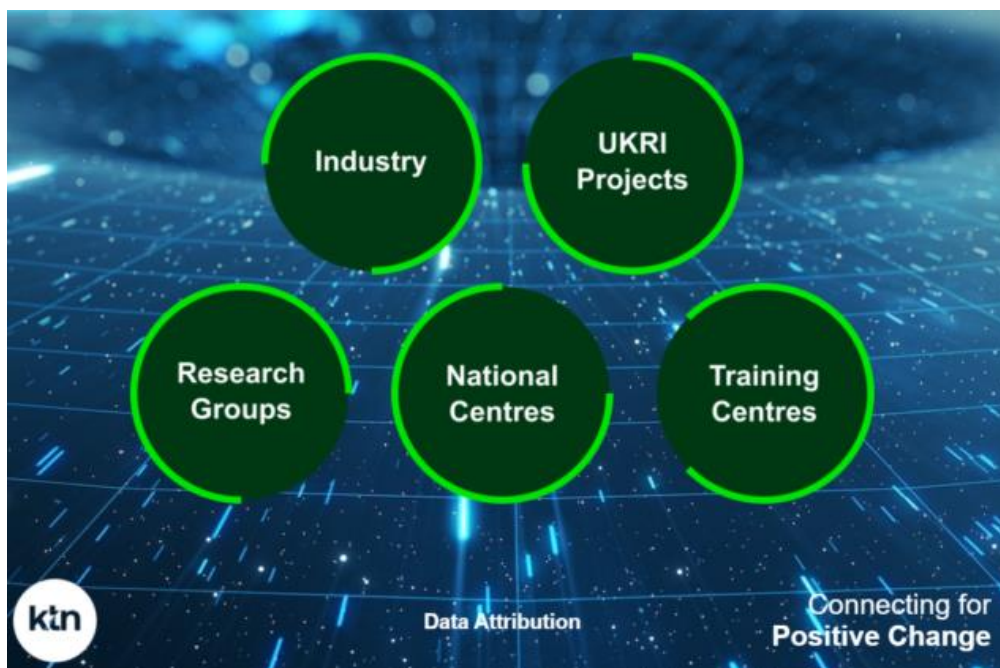 Industry
UKRI
Projects
Research
Groups
National
Centres
Training
Centres
ktn
Data Attribution
Connecting for
Positive Change